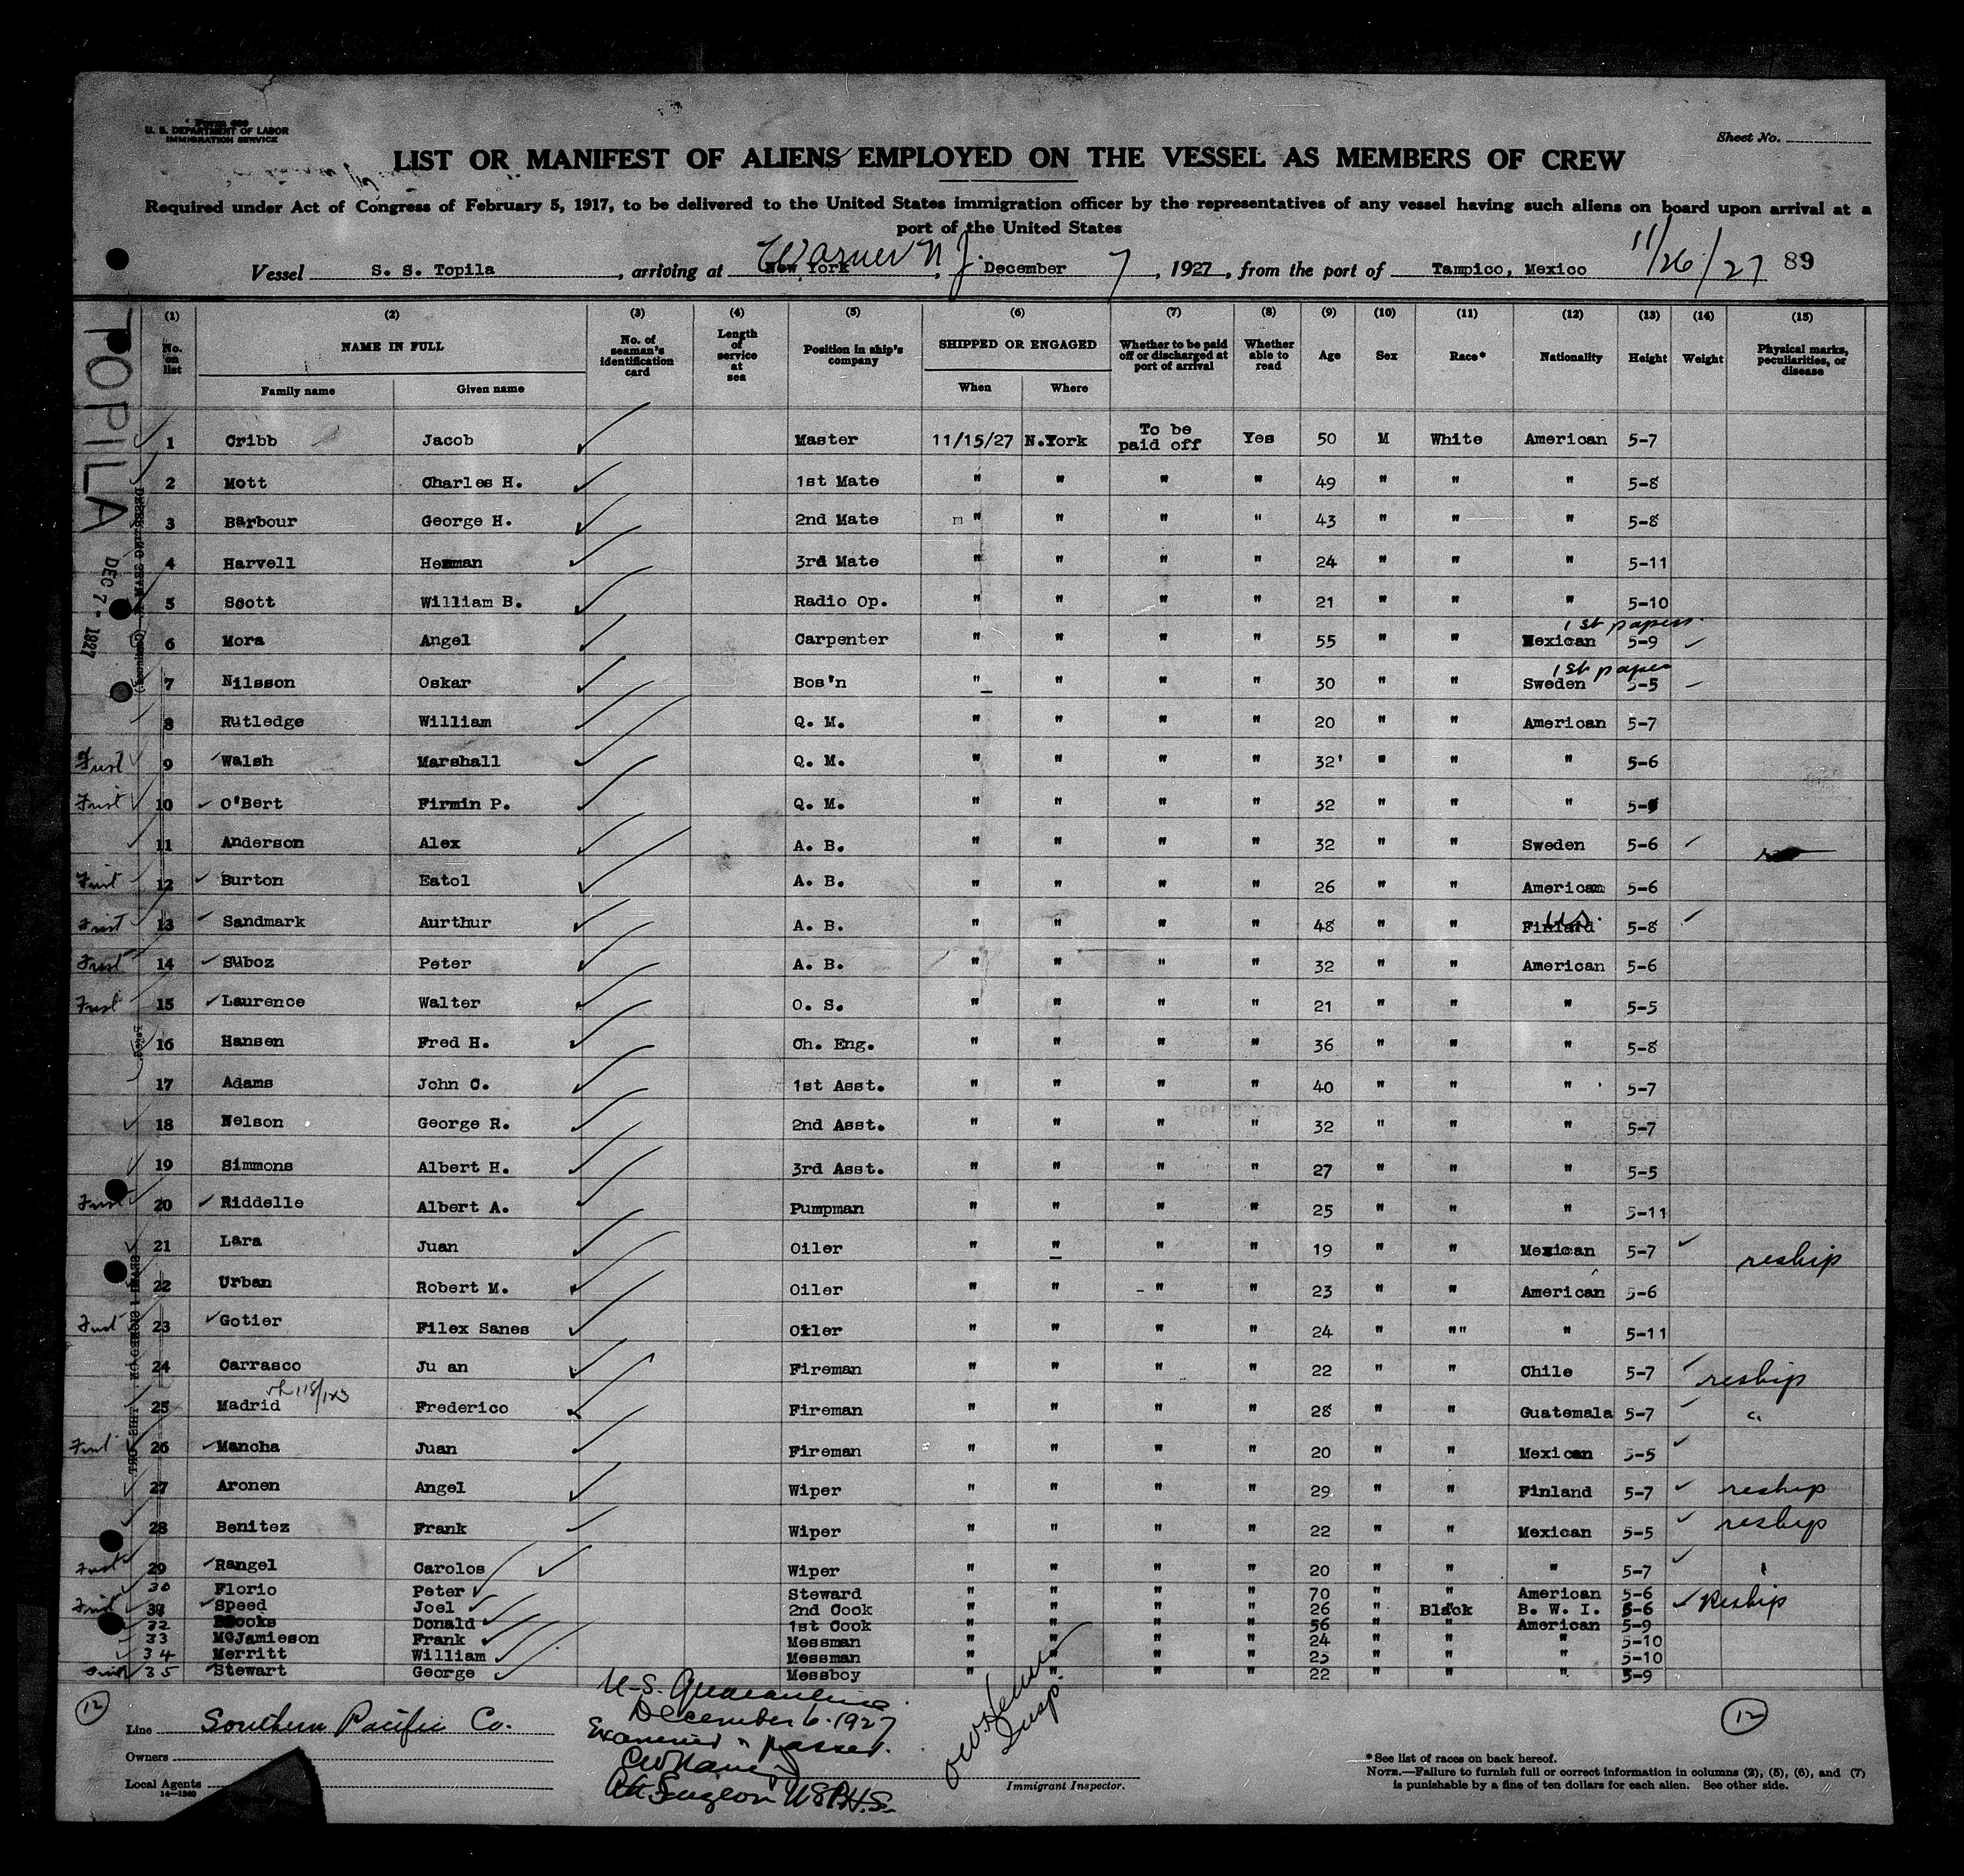 Form 680
U. S. DEPARTMENT OF LABOR
IMMIGRATION SERVICE
Sheet No.
LIST OR MANIFEST OF ALIENS EMPLOYED ON THE VESSEL AS MEMBERS OF CREW
Required under Act of Congress of February 5, 1917, to be delivered to the United States immigration officer by the representatives of any vessel having such aliens on board upon arrival at a
port of the United States
Warner N J. 11/26/27
Vessel S. S. Topila, arriving at New York, December 7, 1927, from the port of Tampico, Mexico 89
TOPILA
DEC 7 - 1927
(1) (2) (3) (4) (5) (6) (7) (8) (9) (10) (11) (12) (13) (14) (15)
No. on list NAME IN FULL Family name Given name No. of seaman's identification card Length of service at sea Position in ship's company SHIPPED OR ENGAGED When Where Whether to be paid off or discharged at port of arrival Whether able to read Age Sex Race* Nationality Height Weight Physical marks, peculiarities, or disease
1 Cribb Jacob Master 11/15/27 N.York To be paid off Yes 50 M White American 5-7
2 Mott Charles H. 1st Mate " " " " 49 " " " 5-8
3 Barbour George H. 2nd Mate " " " " 43 " " " 5-8
4 Harvell Herman 3rd Mate " " " " 24 " " " 5-11
5 Scott William B. Radio Op. " " " " 21 " " " 5-10
6 Mora Angel Carpenter " " " " 55 " " Mexican 1st papers 5-9
7 Nilsson Oskar Bos'n " " " " 30 " " Sweden 1st paper 5-5
8 Rutledge William Q. M. " " " " 20 " " American 5-7
First 9 Walsh Marshall Q. M. " " " " 32 " " " 5-6
First 10 O'Bert Firmin P. Q. M. " " " " 32 " " "
11 Anderson Alex A. B. " " " " 32 " " Sweden 5-6
First 12 Burton Eatol A. B. " " " " 26 " " American 5-6
First 13 Sandmark Aurthur A. B. " " " " 48 " " Finland U.S. 5-8
First 14 Suboz Peter A. B. " " " " 32 " " American 5-6
First 15 Laurence Walter O. S. " " " " 21 " " " 5-5
16 Hansen Fred H. Ch. Eng. " " " " 36 " " " 5-8
17 Adams John C. 1st Asst. " " " " 40 " " " 5-7
18 Nelson George R. 2nd Asst. " " " " 32 " " " 5-7
19 Simmons Albert H. 3rd Asst. " " " " 27 " " " 5-5
First 20 Riddelle Albert A. Pumpman " " " " 25 " " " 5-11
21 Lara Juan Oiler " " " " 19 " " Mexican 5-7 reship
22 Urban Robert M. Oiler " " " " 23 " " American 5-6
First 23 Gotier Filex Sanes Oiler " " " " 24 " " " 5-11
24 Carrasco Ju an Fireman " " " " 22 " " Chile 5-7 reship
25 Madrid Frederico Fireman " " " " 28 " " Guatemala 5-7 "
First 26 Mancha Juan Fireman " " " " 20 " " Mexican 5-5
27 Aronen Angel Wiper " " " " 29 " " Finland 5-7 reship
28 Benitez Frank Wiper " " " " 22 " " Mexican 5-5 reship
First 29 Rangel Carolos Wiper " " " " 20 " " " 5-7
30 Florio Peter Steward " " " " 70 " " American 5-6
First 31 Speed Joel 2nd Cook " " " " 26 " Black B. W. I. 5-6 Reship
32 Brooks Donald 1st Cook " " " " 56 " " American 5-9
33 McJamieson Frank Messman " " " " 24 " " " 5-10
34 Merritt William Messman " " " " 25 " " " 5-10
First 35 Stewart George Messboy " " " " 22 " " " 5-9
12
Line Southern Pacific Co.
Owners
Local Agents
14-1240
U-S. Quarantine
December 6. 1927
Examined & passed.
Surgeon U S P.H.S.
Insp.
Immigrant Inspector.
12
*See list of races on back hereof.
NOTE.—Failure to furnish full or correct information in columns (2), (5), (6), and (7)
is punishable by a fine of ten dollars for each alien. See other side.